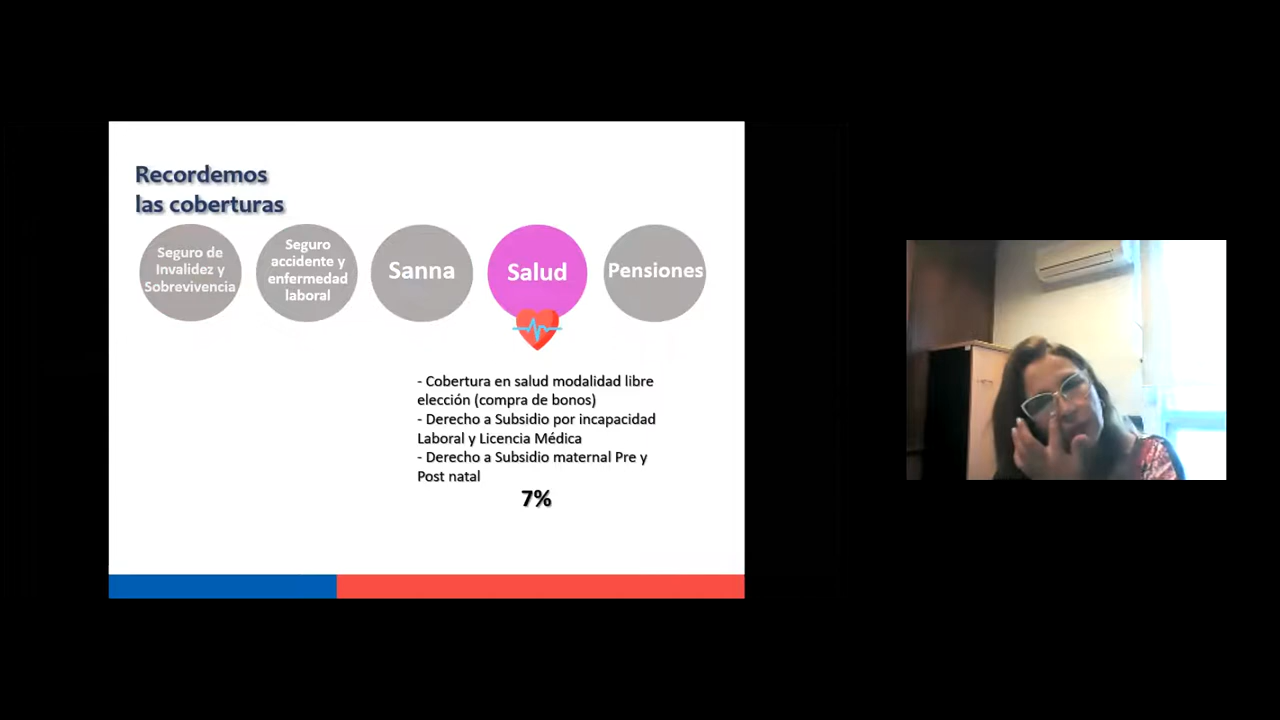 Recordemos
las coberturas
Seguro de
Invalidez y
Sobrevivencia
Seguro
accidente y
enfermedad
laboral
Sanna
Salud
Pensiones
- Cobertura en salud modalidad libre
elección (compra de bonos)
- Derecho a Subsidio por incapacidad
Laboral y Licencia Médica
- Derecho a Subsidio maternal Pre y
Post natal
7%